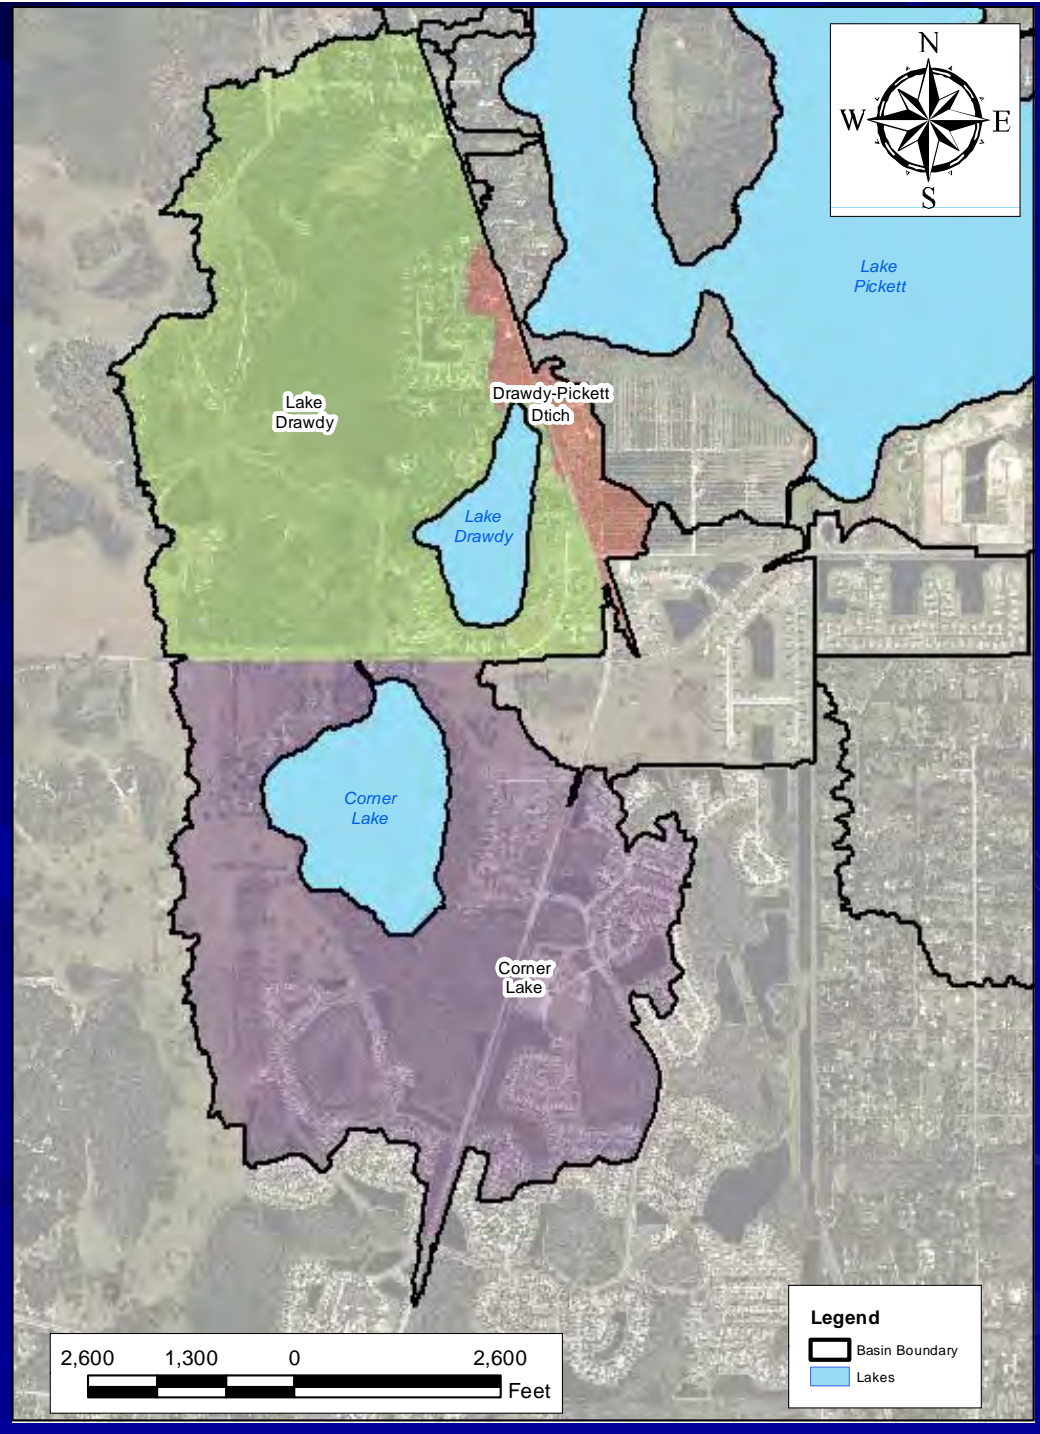 N
W
E
S
Lake
Pickett
Lake
Drawdy
Drawdy-Pickett
Dtich
Lake
Drawdy
Corner
Lake
Corner
Lake
Legend
Basin Boundary
Lakes
2,600 1,300 0 2,600
Feet